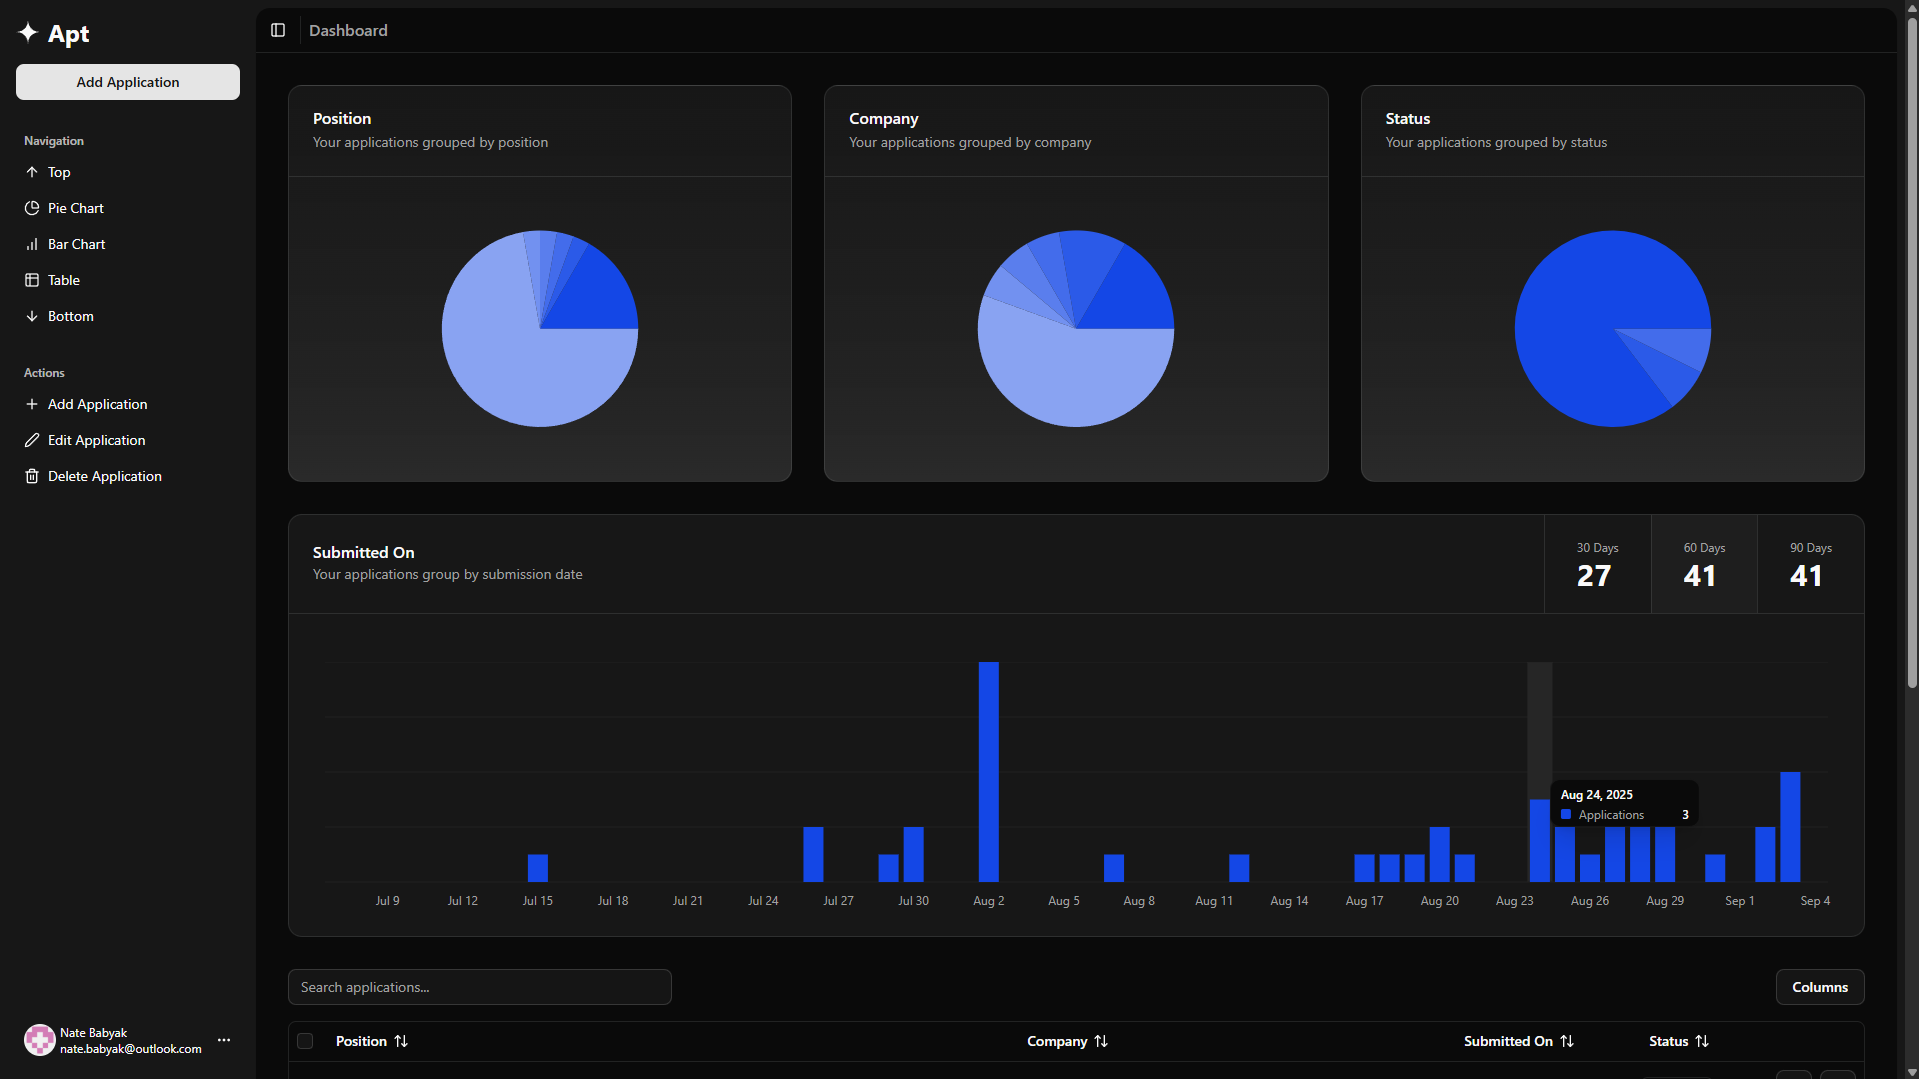 Apt
Add Application
Navigation
Top
Pie Chart
Bar Chart
Table
Bottom
Actions
Add Application
Edit Application
Delete Application
Nate Babyak
nate.babyak@outlook.com
Dashboard
Position
Your applications grouped by position
Company
Your applications grouped by company
Status
Your applications grouped by status
Submitted On
Your applications group by submission date
30 Days
27
60 Days
41
90 Days
41
Aug 24, 2025
Applications 3
Jul 9 Jul 12 Jul 15 Jul 18 Jul 21 Jul 24 Jul 27 Jul 30 Aug 2 Aug 5 Aug 8 Aug 11 Aug 14 Aug 17 Aug 20 Aug 23 Aug 26 Aug 29 Sep 1 Sep 4
Search applications...
Columns
Position Company Submitted On Status